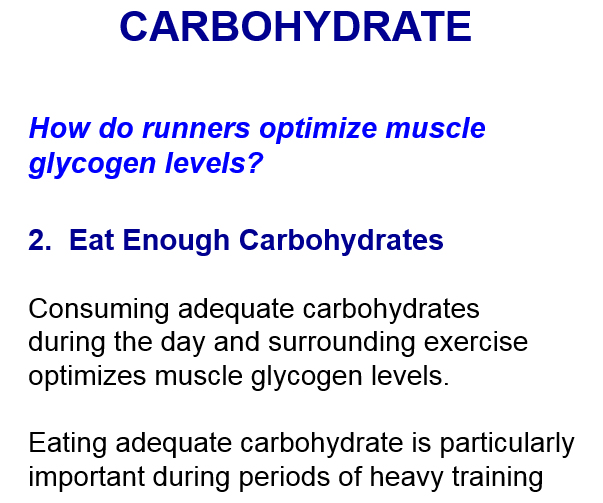 CARBOHYDRATE
How do runners optimize muscle
glycogen levels?
2. Eat Enough Carbohydrates
Consuming adequate carbohydrates
during the day and surrounding exercise
optimizes muscle glycogen levels.
Eating adequate carbohydrate is particularly
important during periods of heavy training